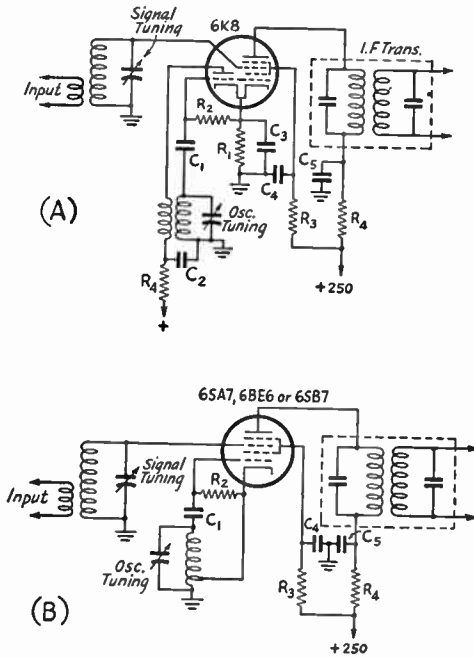 Signal
Tuning
6K8
I.F Trans.
Input
R2
C1
R1
C3
C4
C5
(A)
Osc.
Tuning
R3
R4
C2
R4
+
+250
6SA7, 6BE6 or 6SB7
Signal
Tuning
Input
R2
C1
C4
C5
Osc.
Tuning
R3
R4
(B)
+250